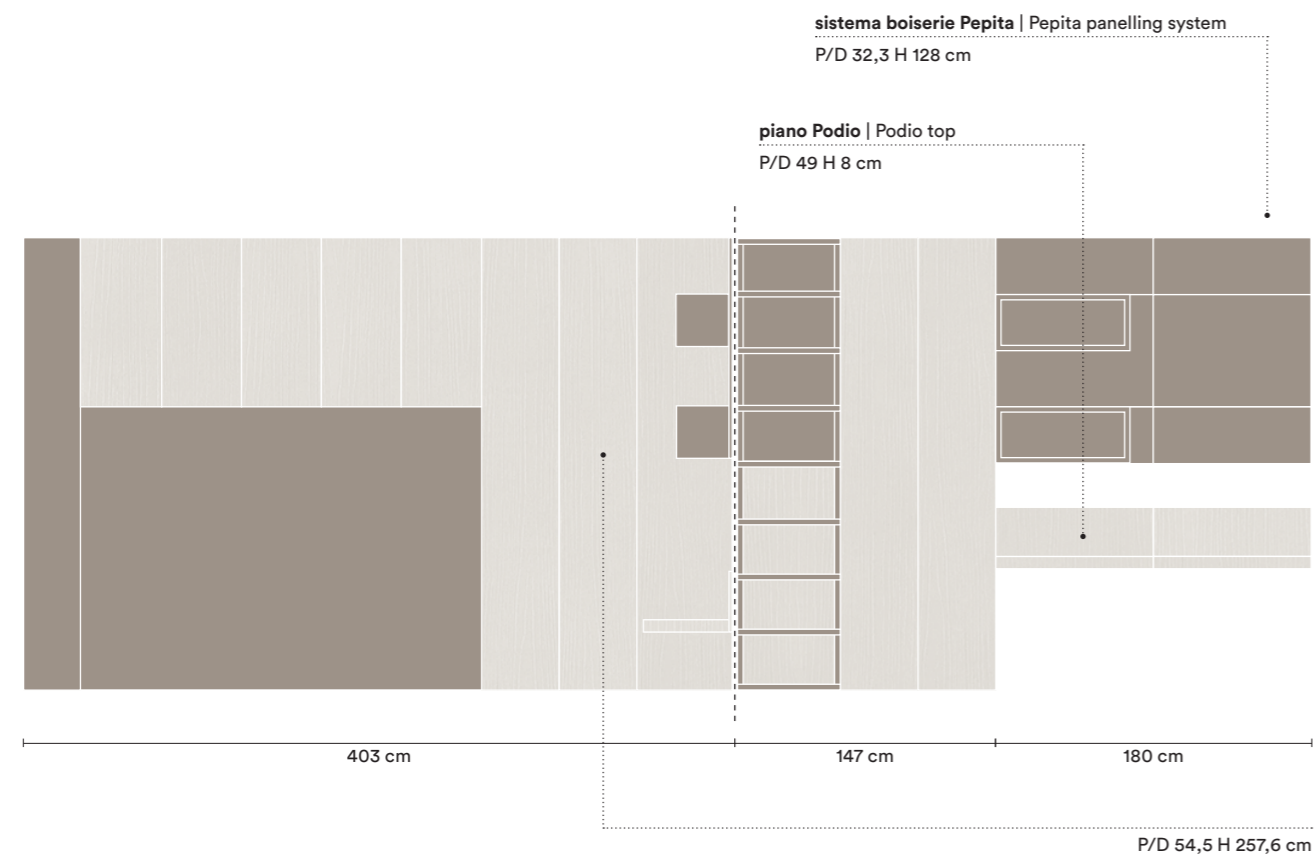 sistema boiserie Pepita | Pepita panelling system
P/D 32,3 H 128 cm
piano Podio | Podio top
P/D 49 H 8 cm
403 cm
147 cm
180 cm
P/D 54,5 H 257,6 cm